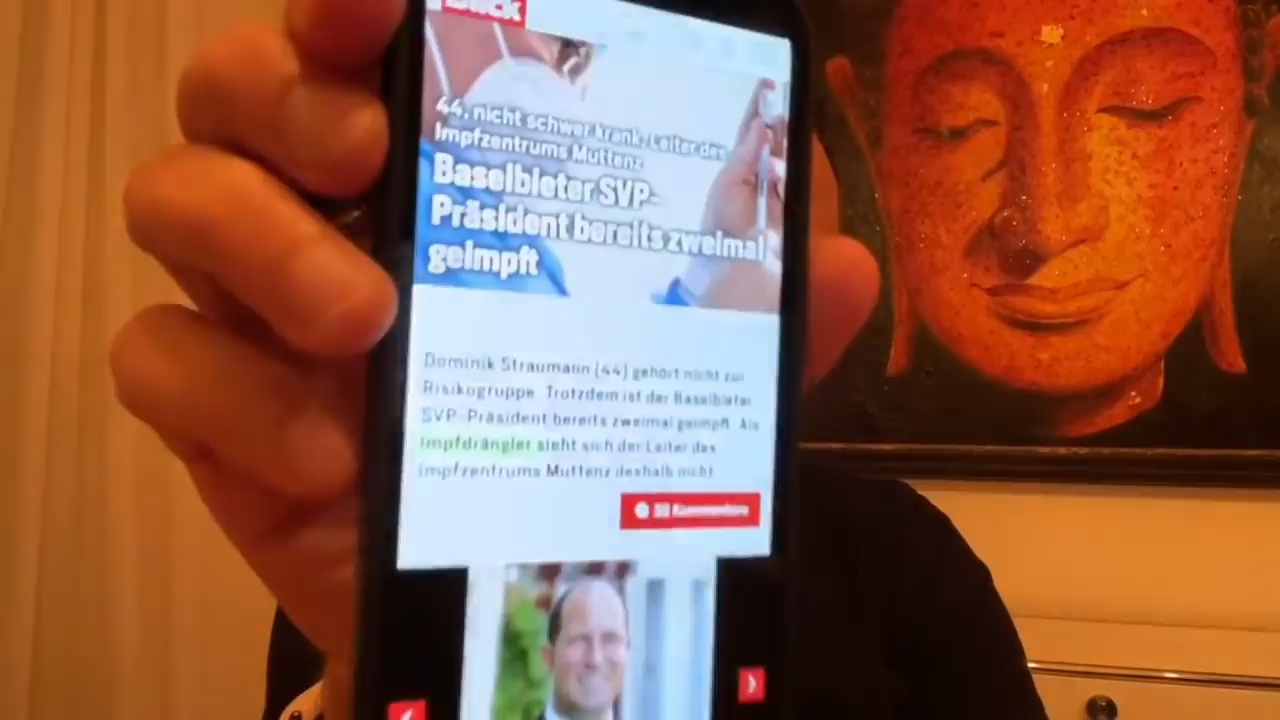 Blick
44, nicht schwer krank, Leiter des
Impfzentrums Muttenz
Baselbieter SVP-
Präsident bereits zweimal
geimpft
Dominik Straumann (44) gehört nicht zur
Risikogruppe. Trotzdem ist der Baselbieter
SVP-Präsident bereits zweimal geimpft. Als
Impfdrängler sieht sich der Leiter des
Impfzentrums Muttenz deshalb nicht.
Kommentare